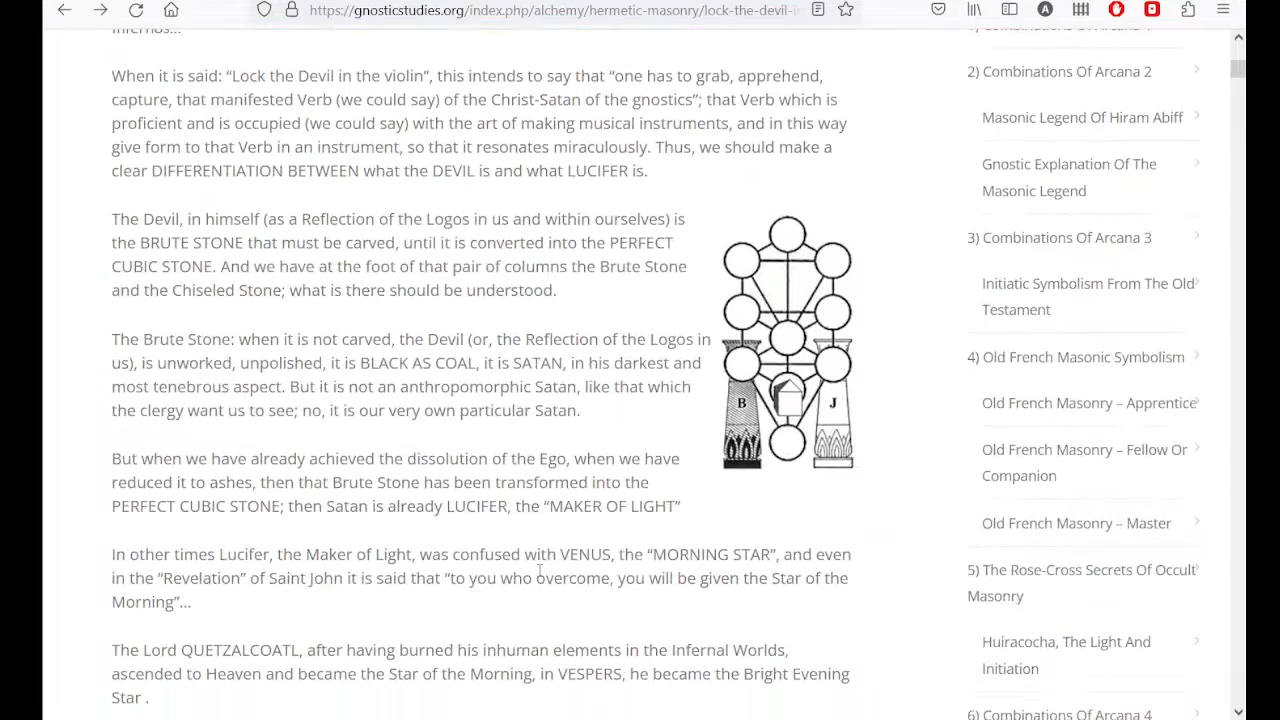 https://gnosticstudies.org/index.php/alchemy/hermetic-masonry/lock-the-devil-i
When it is said: “Lock the Devil in the violin”, this intends to say that “one has to grab, apprehend,
capture, that manifested Verb (we could say) of the Christ-Satan of the gnostics”; that Verb which is
proficient and is occupied (we could say) with the art of making musical instruments, and in this way
give form to that Verb in an instrument, so that it resonates miraculously. Thus, we should make a
clear DIFFERENTIATION BETWEEN what the DEVIL is and what LUCIFER is.
The Devil, in himself (as a Reflection of the Logos in us and within ourselves) is
the BRUTE STONE that must be carved, until it is converted into the PERFECT
CUBIC STONE. And we have at the foot of that pair of columns the Brute Stone
and the Chiseled Stone; what is there should be understood.
The Brute Stone: when it is not carved, the Devil (or, the Reflection of the Logos in
us), is unworked, unpolished, it is BLACK AS COAL, it is SATAN, in his darkest and
most tenebrous aspect. But it is not an anthropomorphic Satan, like that which
the clergy want us to see; no, it is our very own particular Satan.
B J
But when we have already achieved the dissolution of the Ego, when we have
reduced it to ashes, then that Brute Stone has been transformed into the
PERFECT CUBIC STONE; then Satan is already LUCIFER, the “MAKER OF LIGHT”
In other times Lucifer, the Maker of Light, was confused with VENUS, the “MORNING STAR”, and even
in the “Revelation” of Saint John it is said that “to you who overcome, you will be given the Star of the
Morning”...
The Lord QUETZALCOATL, after having burned his inhuman elements in the Infernal Worlds,
ascended to Heaven and became the Star of the Morning, in VESPERS, he became the Bright Evening
Star .
2) Combinations Of Arcana 2
Masonic Legend Of Hiram Abiff
Gnostic Explanation Of The
Masonic Legend
3) Combinations Of Arcana 3
Initiatic Symbolism From The Old
Testament
4) Old French Masonic Symbolism
Old French Masonry – Apprentice
Old French Masonry – Fellow Or
Companion
Old French Masonry – Master
5) The Rose-Cross Secrets Of Occult
Masonry
Huiracocha, The Light And
Initiation
6) Combinations Of Arcana 4